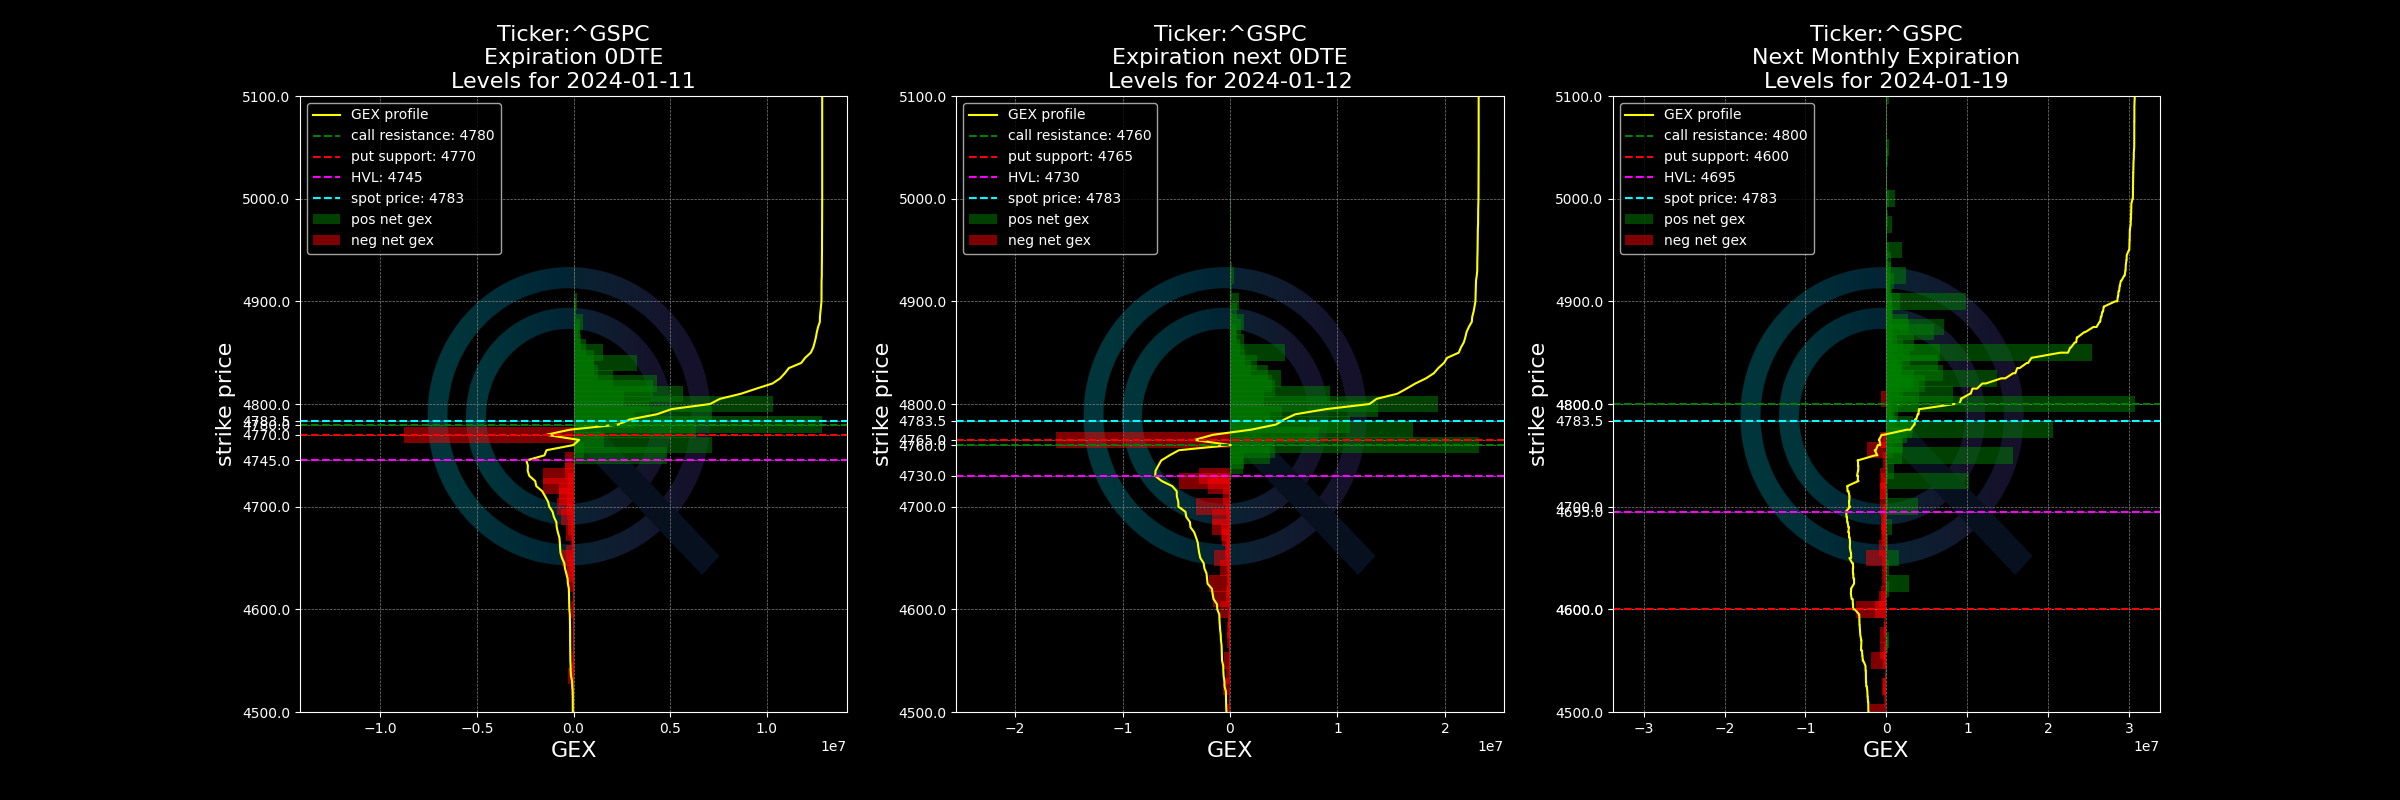 Ticker:^GSPC
Expiration 0DTE
Levels for 2024-01-11
GEX profile
call resistance: 4780
put support: 4770
HVL: 4745
spot price: 4783
pos net gex
neg net gex
5100.0
5000.0
4900.0
4800.0
4783.5
4780.0
4770.0
4745.0
4700.0
4600.0
4500.0
strike price
−1.0 −0.5 0.0 0.5 1.0
1e7
GEX
Ticker:^GSPC
Expiration next 0DTE
Levels for 2024-01-12
GEX profile
call resistance: 4760
put support: 4765
HVL: 4730
spot price: 4783
pos net gex
neg net gex
5100.0
5000.0
4900.0
4800.0
4783.5
4765.0
4760.0
4730.0
4700.0
4600.0
4500.0
strike price
−2 −1 0 1 2
1e7
GEX
Ticker:^GSPC
Next Monthly Expiration
Levels for 2024-01-19
GEX profile
call resistance: 4800
put support: 4600
HVL: 4695
spot price: 4783
pos net gex
neg net gex
5100.0
5000.0
4900.0
4800.0
4783.5
4700.0
4695.0
4600.0
4500.0
strike price
−3 −2 −1 0 1 2 3
1e7
GEX